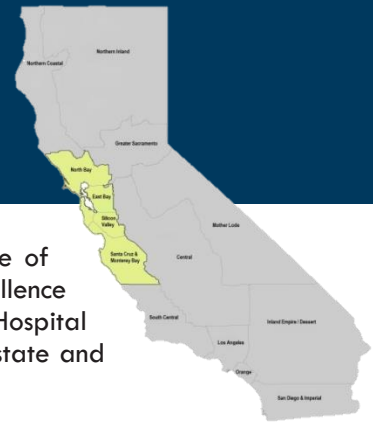 Northern Inland
Northern Coastal
Greater Sacramento
North Bay
East Bay
Silicon
Valley
Mother Lode
Santa Cruz &
Monterey Bay
Central
e of
llence
Hospital
state and
South Central
Inland Empire / Dessert
Los Angeles
Orange
San Diego & Imperial